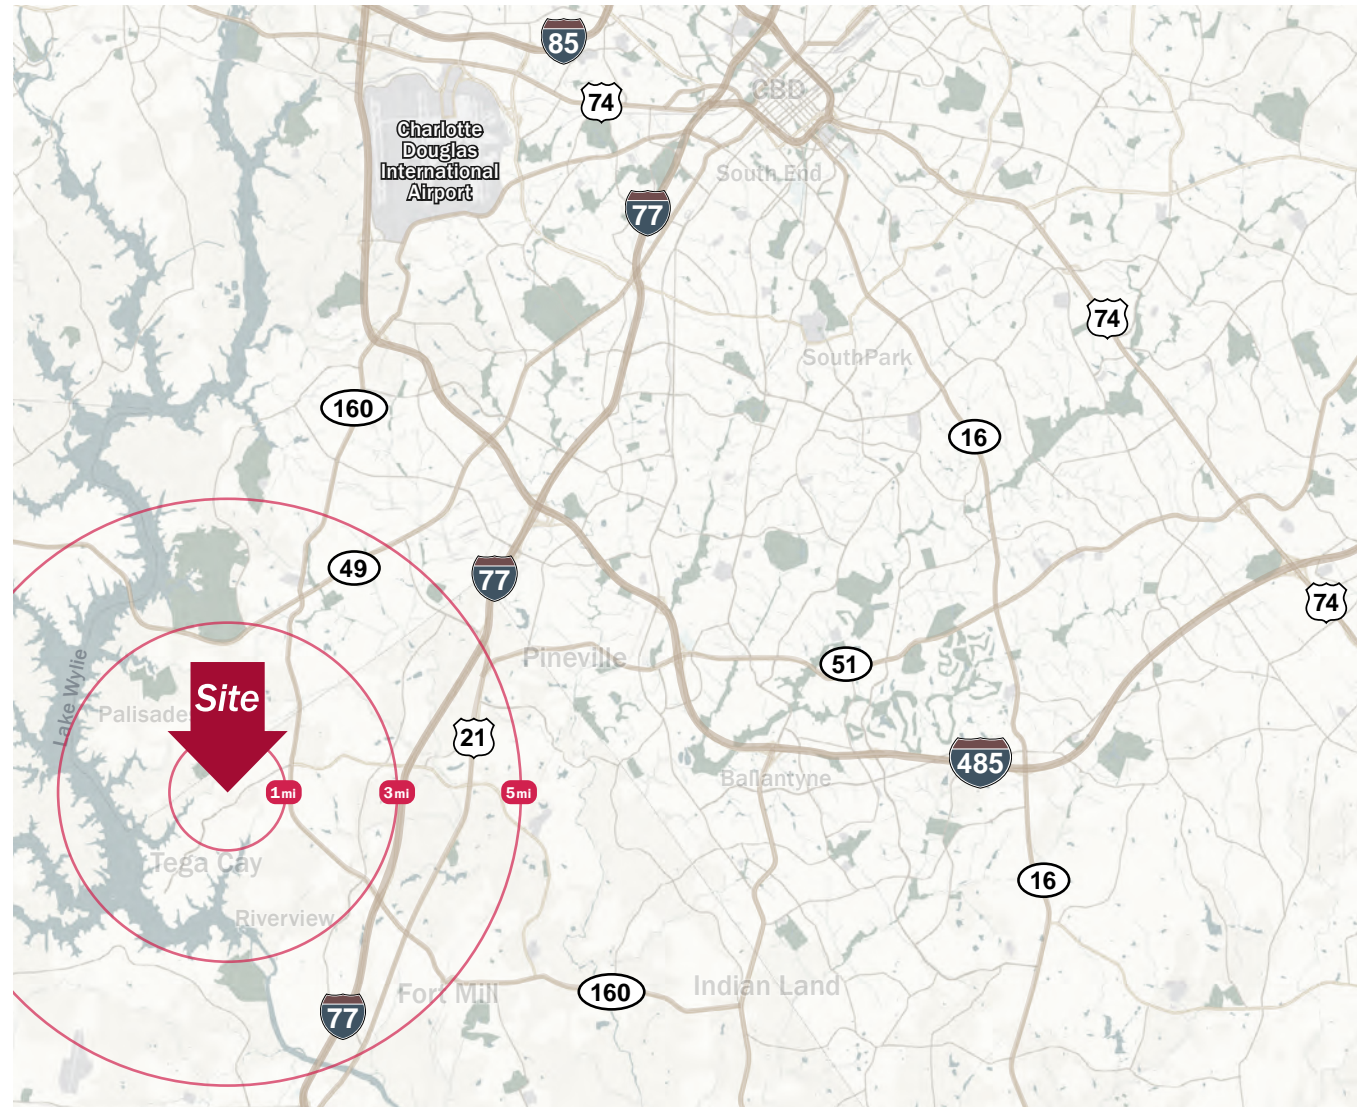 85
CBD
74
Charlotte
Douglas
International
Airport
South End
77
74
SouthPark
160
16
49
77
74
Pineville
51
Lake Wylie
Site
Palisade
21
485
Ballantyne
1mi
3mi
5mi
Tega Cay
16
Riverview
Fort Mill
160
Indian Land
77